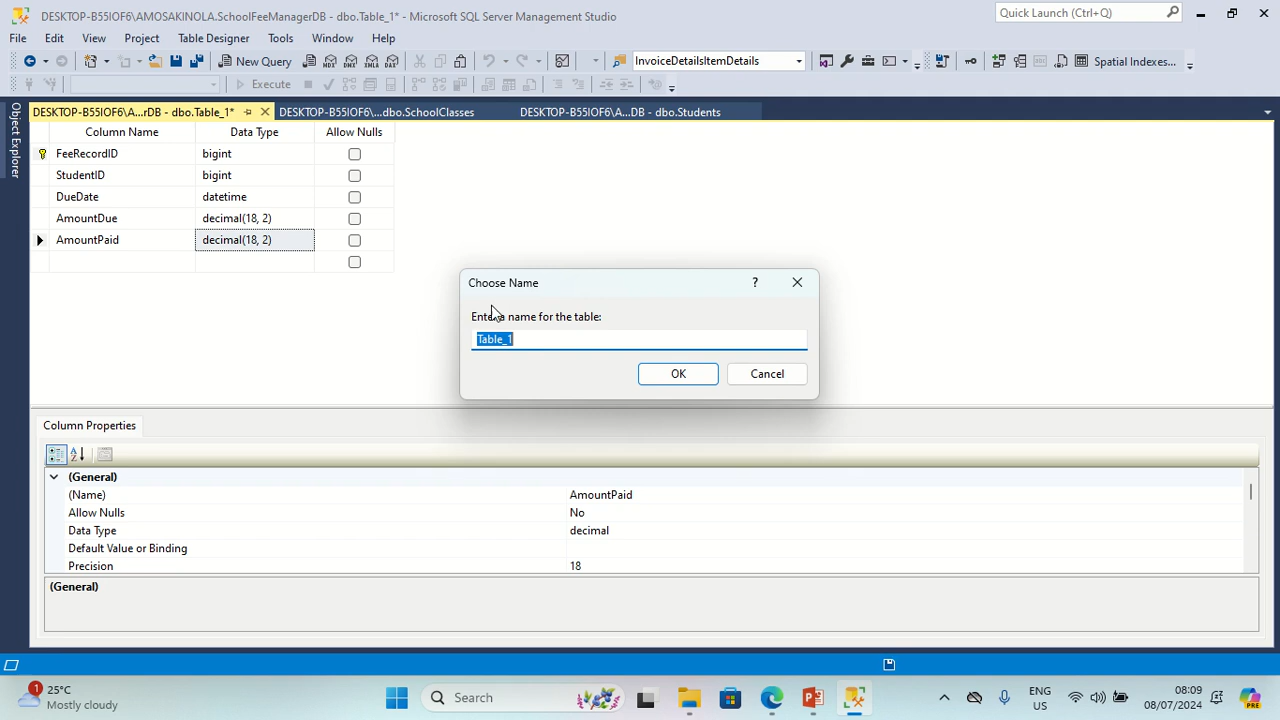 DESKTOP-B55IOF6\AMOSAKINOLA.SchoolFeeManagerDB - dbo.Table_1* - Microsoft SQL Server Management Studio
Quick Launch (Ctrl+Q)
File Edit View Project Table Designer Tools Window Help
New Query
InvoiceDetailsItemDetails
Spatial Indexes...
Execute
Object Explorer
DESKTOP-B55IOF6\A...rDB - dbo.Table_1*
DESKTOP-B55IOF6\...dbo.SchoolClasses
DESKTOP-B55IOF6\A...DB - dbo.Students
Column Name Data Type Allow Nulls
FeeRecordID bigint
StudentID bigint
DueDate datetime
AmountDue decimal(18, 2)
AmountPaid decimal(18, 2)
Choose Name ?
Enter a name for the table:
Table_1
OK Cancel
Column Properties
(General)
(Name) AmountPaid
Allow Nulls No
Data Type decimal
Default Value or Binding
Precision 18
(General)
1
25°C
Mostly cloudy
Search
ENG
US
08:09
08/07/2024
PRE